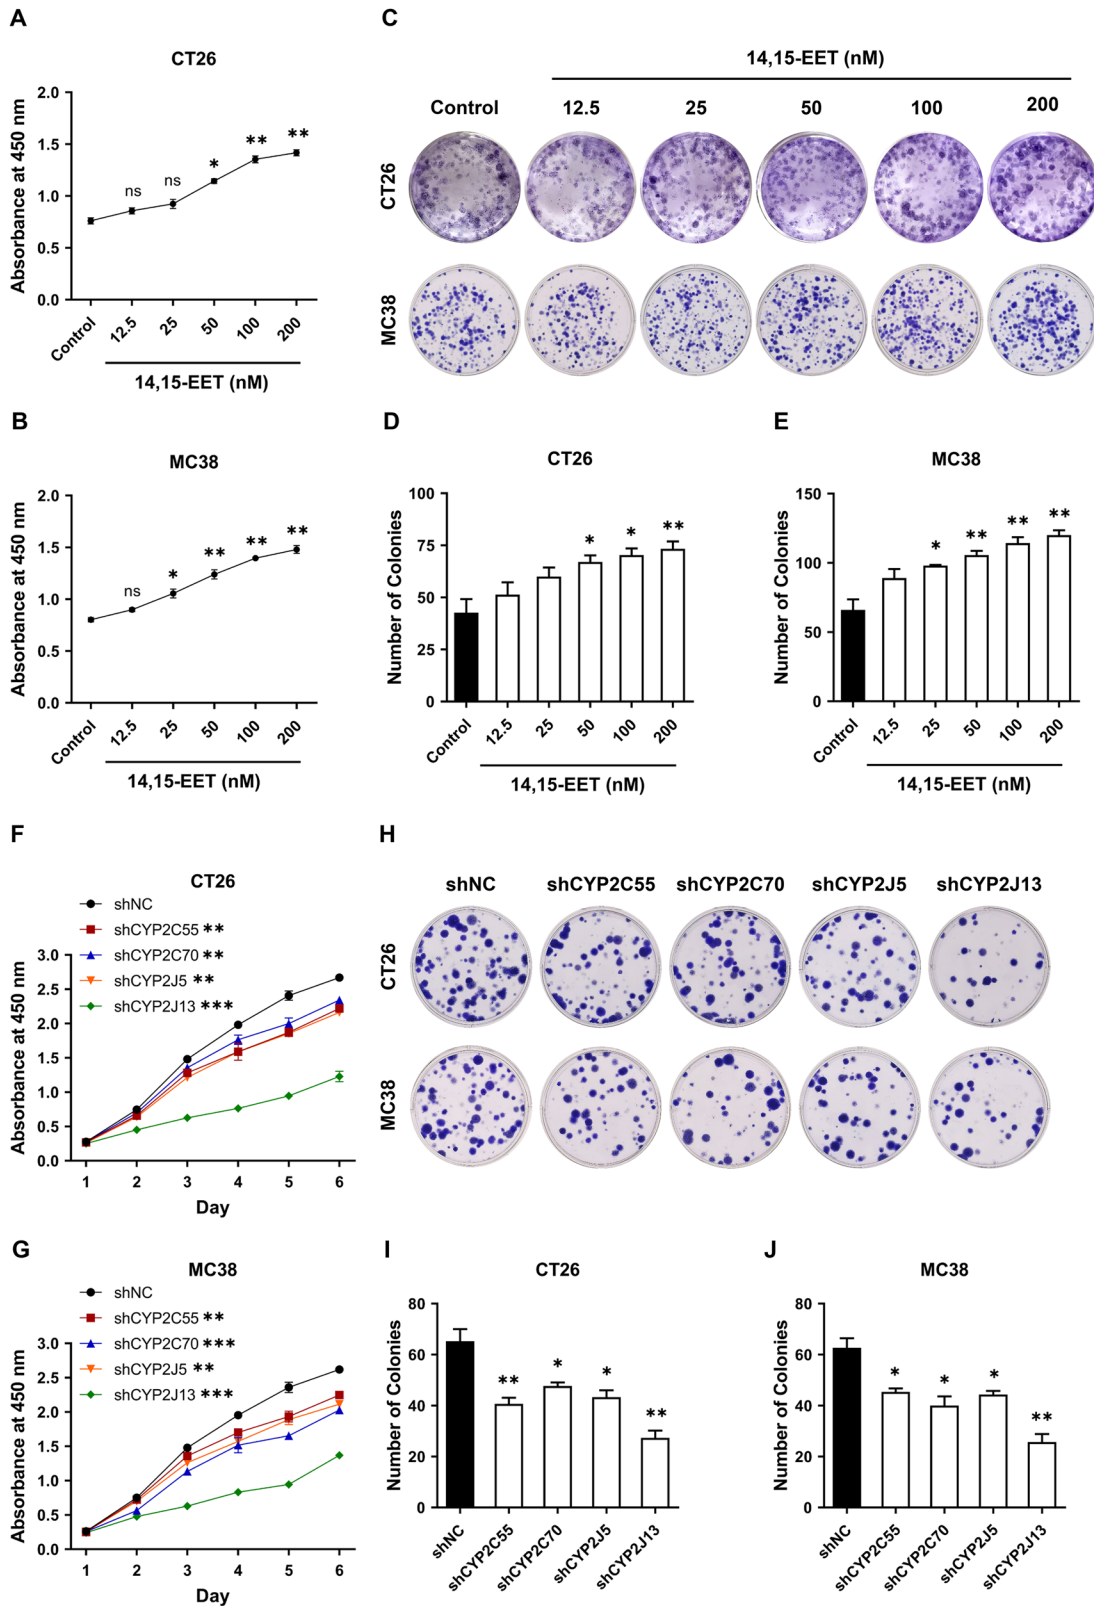 A
CT26
Absorbance at 450 nm
2.0
1.5
1.0
0.5
0.0
ns
ns
*
**
**
Control
12.5
25
50
100
200
14,15-EET (nM)
C
14,15-EET (nM)
Control
12.5
25
50
100
200
CT26
MC38
B
MC38
Absorbance at 450 nm
2.0
1.5
1.0
0.5
0.0
ns
*
**
**
**
Control
12.5
25
50
100
200
14,15-EET (nM)
D
CT26
Number of Colonies
100
75
50
25
0
*
*
**
Control
12.5
25
50
100
200
14,15-EET (nM)
E
MC38
Number of Colonies
150
100
50
0
*
**
**
**
Control
12.5
25
50
100
200
14,15-EET (nM)
F
CT26
shNC
shCYP2C55 **
shCYP2C70 **
shCYP2J5 **
shCYP2J13 ***
Absorbance at 450 nm
3.0
2.5
2.0
1.5
1.0
0.5
0.0
1
2
3
4
5
6
Day
H
shNC
shCYP2C55
shCYP2C70
shCYP2J5
shCYP2J13
CT26
MC38
G
MC38
shNC
shCYP2C55 **
shCYP2C70 ***
shCYP2J5 **
shCYP2J13 ***
Absorbance at 450 nm
3.0
2.5
2.0
1.5
1.0
0.5
0.0
1
2
3
4
5
6
Day
I
CT26
Number of Colonies
80
60
40
20
0
**
*
*
**
shNC
shCYP2C55
shCYP2C70
shCYP2J5
shCYP2J13
J
MC38
Number of Colonies
80
60
40
20
0
*
*
*
**
shNC
shCYP2C55
shCYP2C70
shCYP2J5
shCYP2J13